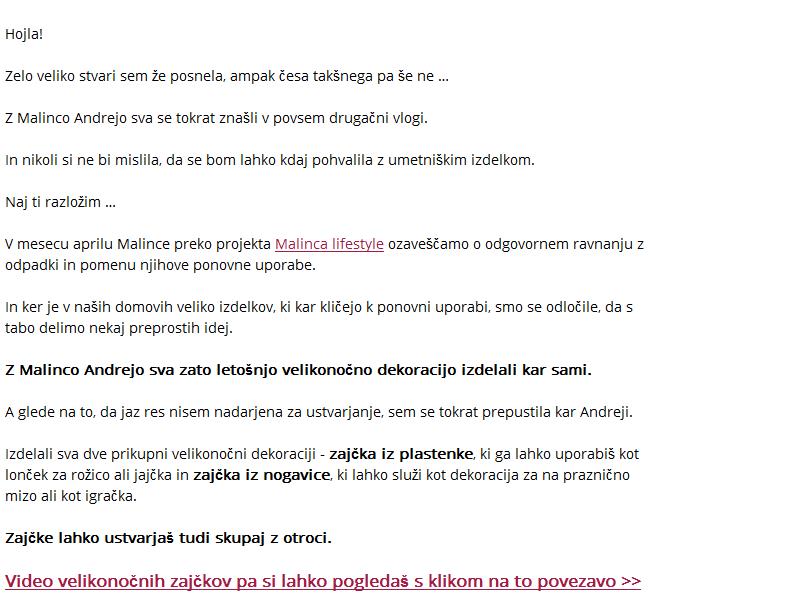 Hojla!
Zelo veliko stvari sem že posnela, ampak česa takšnega pa še ne ...
Z Malinco Andrejo sva se tokrat znašli v povsem drugačni vlogi.
In nikoli si ne bi mislila, da se bom lahko kdaj pohvalila z umetniškim izdelkom.
Naj ti razložim ...
V mesecu aprilu Malince preko projekta Malinca lifestyle ozaveščamo o odgovornem ravnanju z
odpadki in pomenu njihove ponovne uporabe.
In ker je v naših domovih veliko izdelkov, ki kar kličejo k ponovni uporabi, smo se odločile, da s
tabo delimo nekaj preprostih idej.
Z Malinco Andrejo sva zato letošnjo velikonočno dekoracijo izdelali kar sami.
A glede na to, da jaz res nisem nadarjena za ustvarjanje, sem se tokrat prepustila kar Andreji.
Izdelali sva dve prikupni velikonočni dekoraciji - zajčka iz plastenke, ki ga lahko uporabiš kot
lonček za rožico ali jajčka in zajčka iz nogavice, ki lahko služi kot dekoracija za na praznično
mizo ali kot igračka.
Zajčke lahko ustvarjaš tudi skupaj z otroci.
Video velikonočnih zajčkov pa si lahko pogledaš s klikom na to povezavo >>